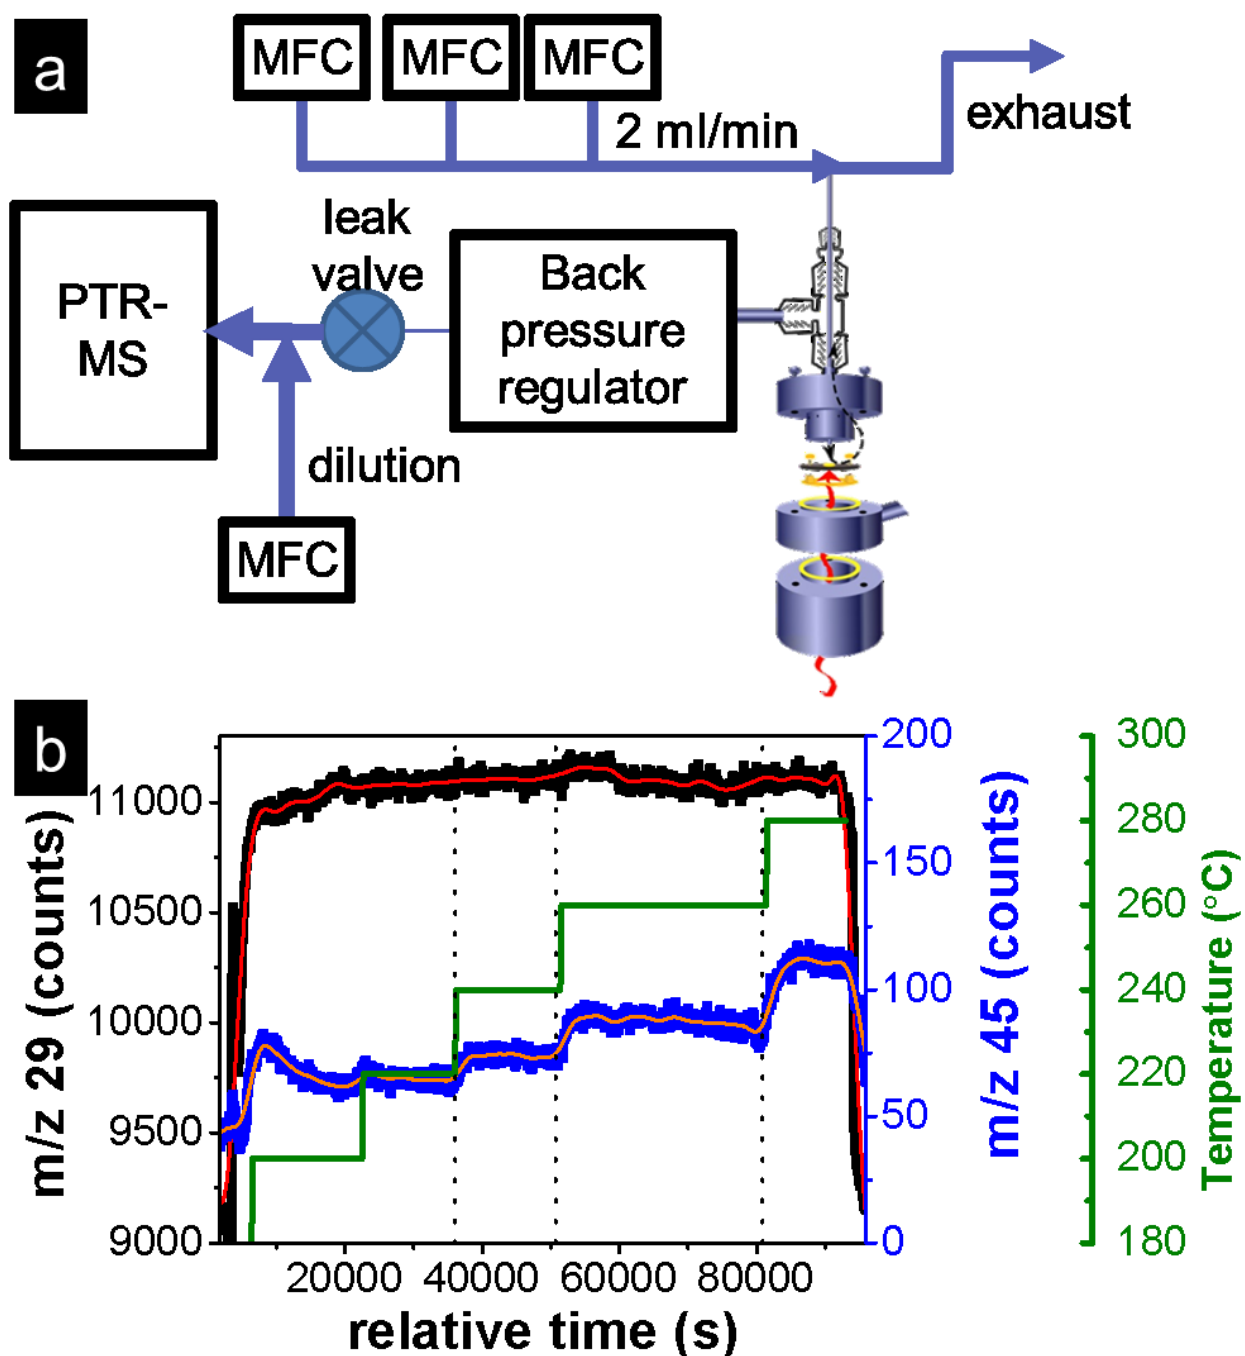 a
MFC
MFC
MFC
2 ml/min
exhaust
leak
valve
PTR-
MS
Back
pressure
regulator
dilution
MFC
b
m/z 29 (counts)
11000
10500
10000
9500
9000
200
150
100
50
0
m/z 45 (counts)
300
280
260
240
220
200
180
Temperature (°C)
20000 40000 60000 80000
relative time (s)